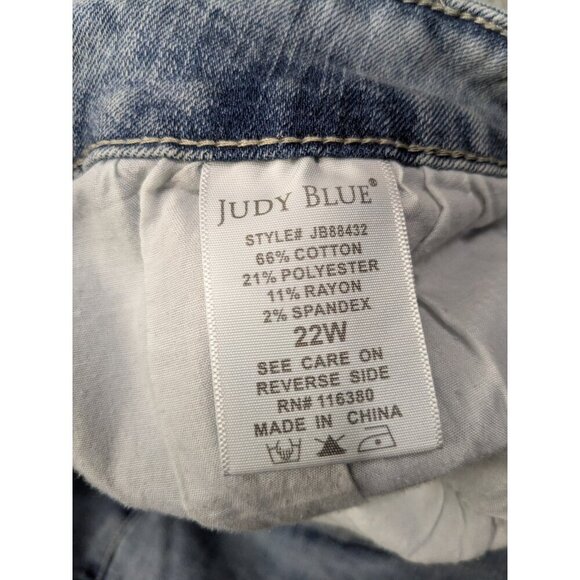 JUDY BLUE®
STYLE# JB88432
66% COTTON
21% POLYESTER
11% RAYON
2% SPANDEX
22W
SEE CARE ON
REVERSE SIDE
RN# 116380
MADE IN CHINA